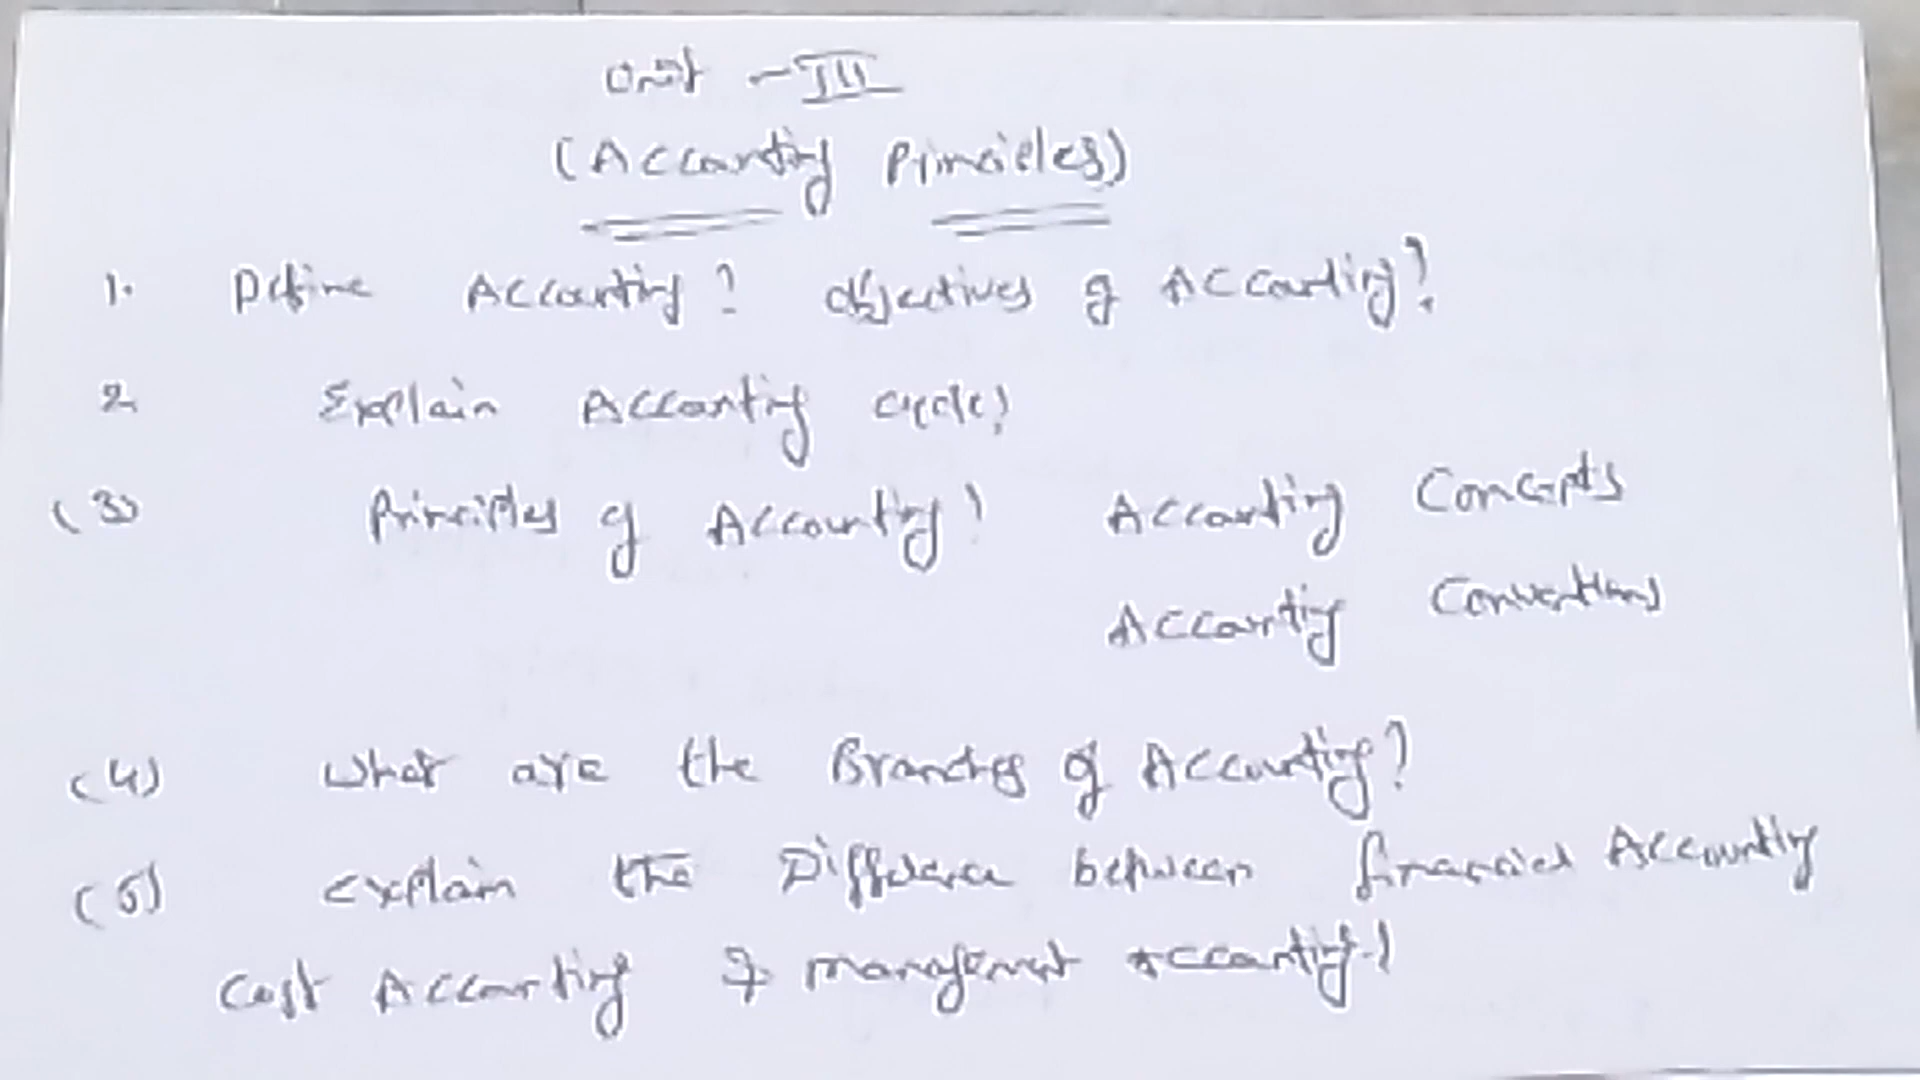 Unit - III
(Accounting Principles)
1. Define Accounting? Objectives of Accounting?
2 Explain Accounting cycle?
(3) Principles of Accounting? Accounting Concepts
Accounting Conventions
(4) What are the Branches of Accounting?
(5) Explain the Difference between financial Accounting
Cost Accounting & management Accounting?